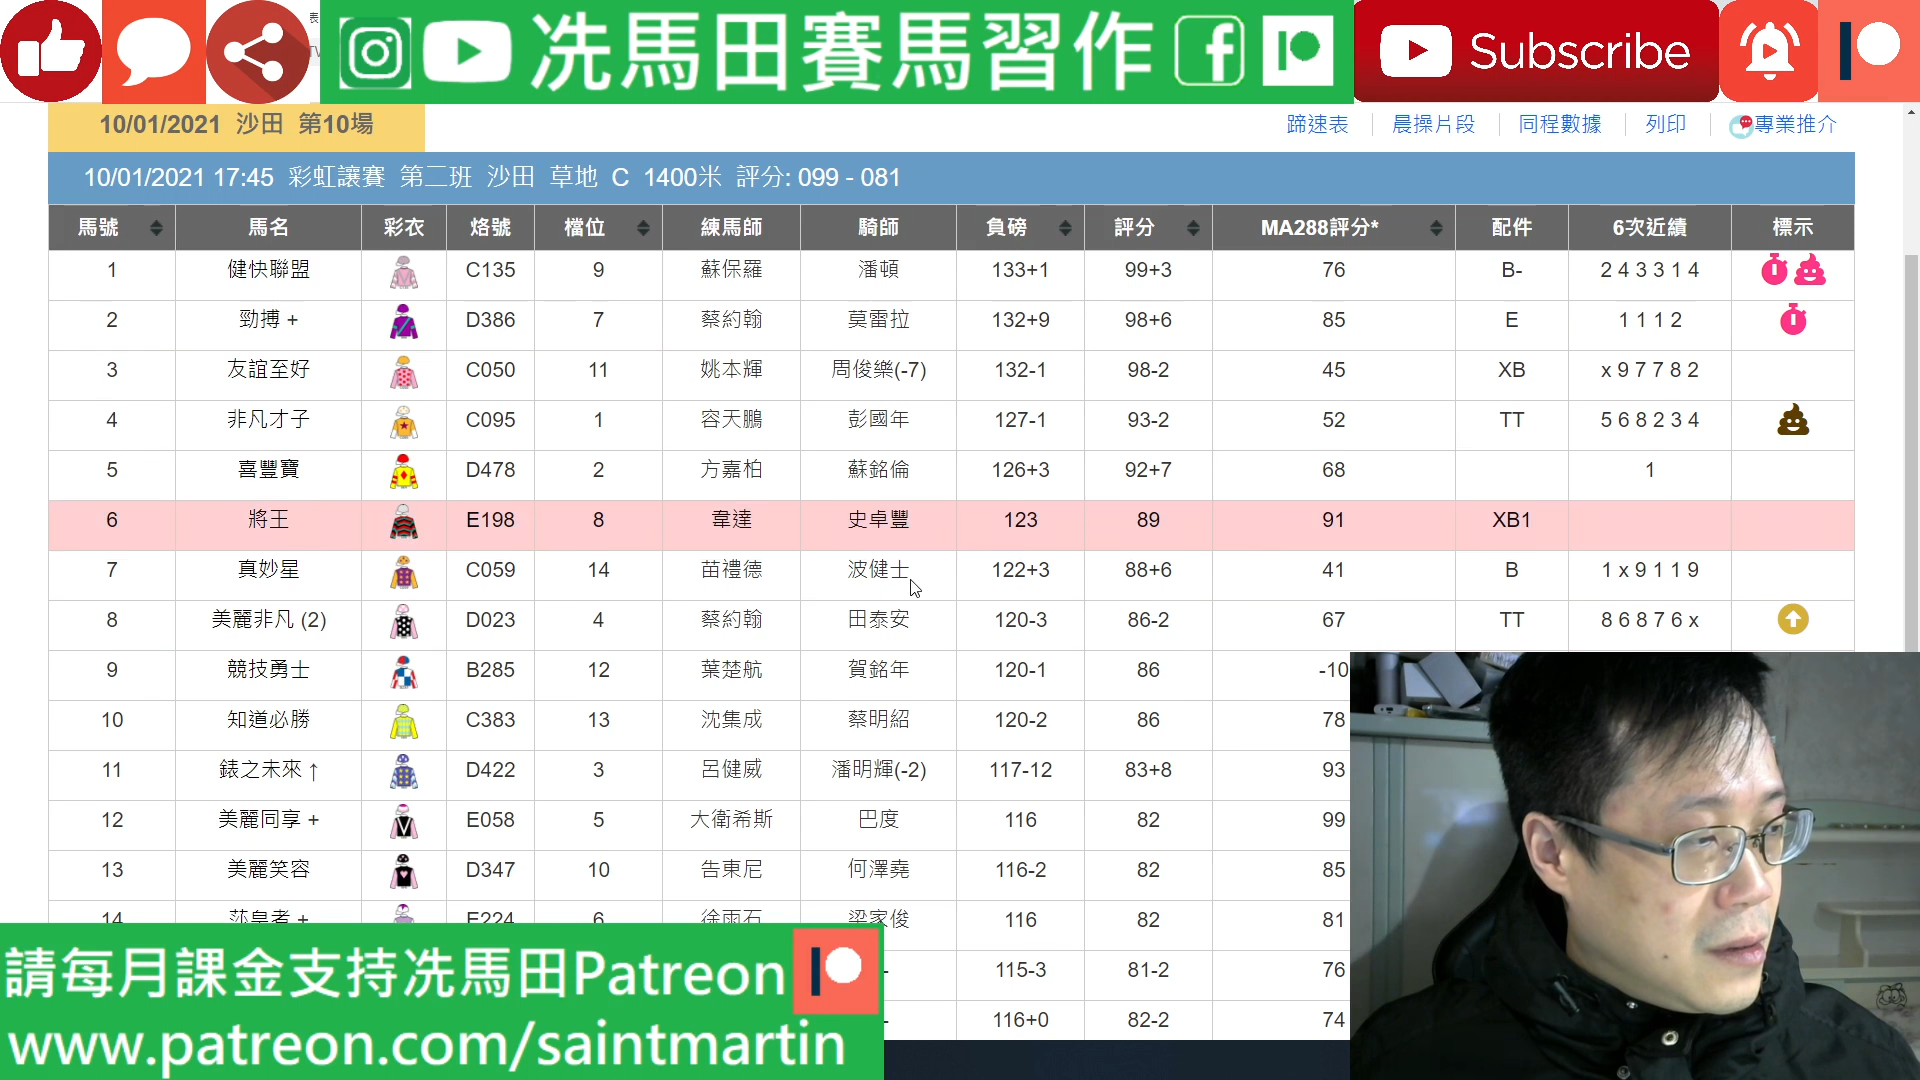 冼馬田賽馬習作
Subscribe
10/01/2021 沙田 第10場
蹄速表 晨操片段 同程數據 列印 專業推介
10/01/2021 17:45 彩虹讓賽 第二班 沙田 草地 C 1400米 評分: 099 - 081
馬號 馬名 彩衣 烙號 檔位 練馬師 騎師 負磅 評分 MA288評分* 配件 6次近績 標示
1 健快聯盟 C135 9 蘇保羅 潘頓 133+1 99+3 76 B- 2 4 3 3 1 4
2 勁搏 + D386 7 蔡約翰 莫雷拉 132+9 98+6 85 E 1 1 1 2
3 友誼至好 C050 11 姚本輝 周俊樂(-7) 132-1 98-2 45 XB x 9 7 7 8 2
4 非凡才子 C095 1 容天鵬 彭國年 127-1 93-2 52 TT 5 6 8 2 3 4
5 喜豐寶 D478 2 方嘉柏 蘇銘倫 126+3 92+7 68 1
6 將王 E198 8 韋達 史卓豐 123 89 91 XB1
7 真妙星 C059 14 苗禮德 波健士 122+3 88+6 41 B 1 x 9 1 1 9
8 美麗非凡 (2) D023 4 蔡約翰 田泰安 120-3 86-2 67 TT 8 6 8 7 6 x
9 競技勇士 B285 12 葉楚航 賀銘年 120-1 86 -10
10 知道必勝 C383 13 沈集成 蔡明紹 120-2 86 78
11 錶之未來 ↑ D422 3 呂健威 潘明輝(-2) 117-12 83+8 93
12 美麗同享 + E058 5 大衛希斯 巴度 116 82 99
13 美麗笑容 D347 10 告東尼 何澤堯 116-2 82 85
14 莎皇者 + E224 6 徐雨石 梁家俊 116 82 81
115-3 81-2 76
116+0 82-2 74
請每月課金支持冼馬田Patreon
www.patreon.com/saintmartin